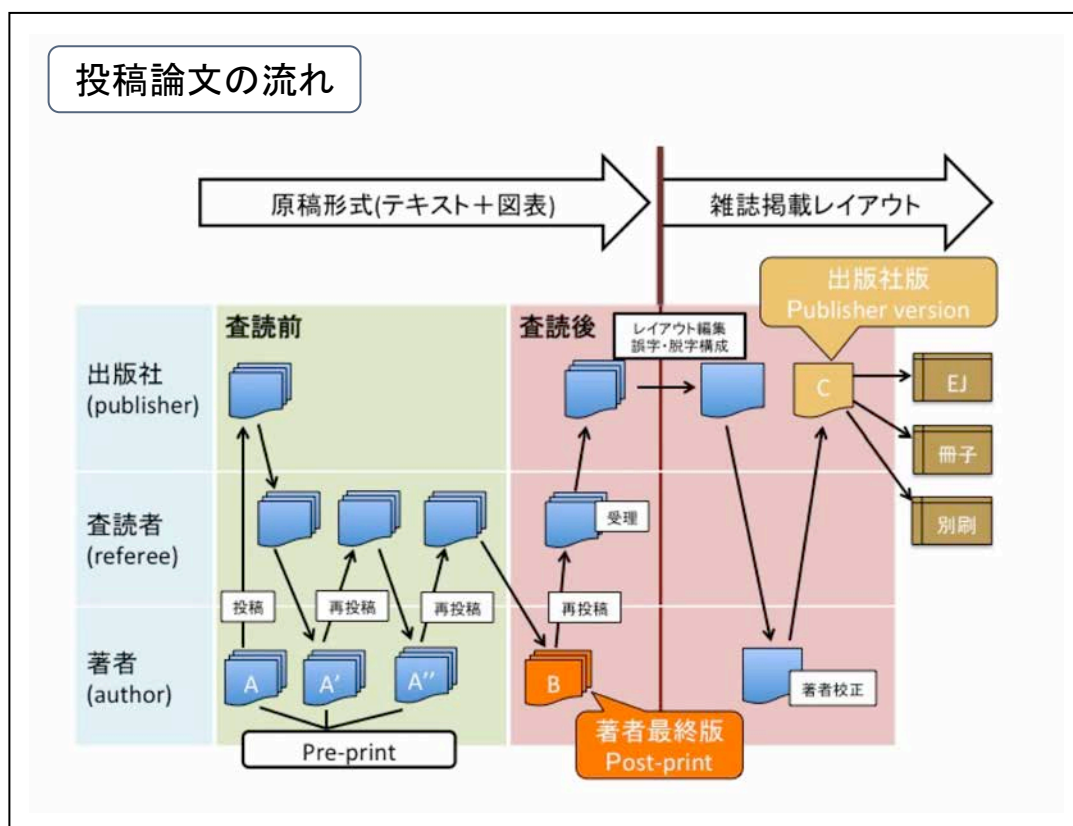 投稿論文の流れ
原稿形式(テキスト＋図表)
雑誌掲載レイアウト
出版社版
Publisher version
査読前
査読後
レイアウト編集
誤字・脱字構成
出版社
(publisher)
C
EJ
冊子
別刷
査読者
(referee)
受理
投稿
再投稿
再投稿
再投稿
著者
(author)
A
A'
A''
B
著者校正
著者最終版
Post-print
Pre-print